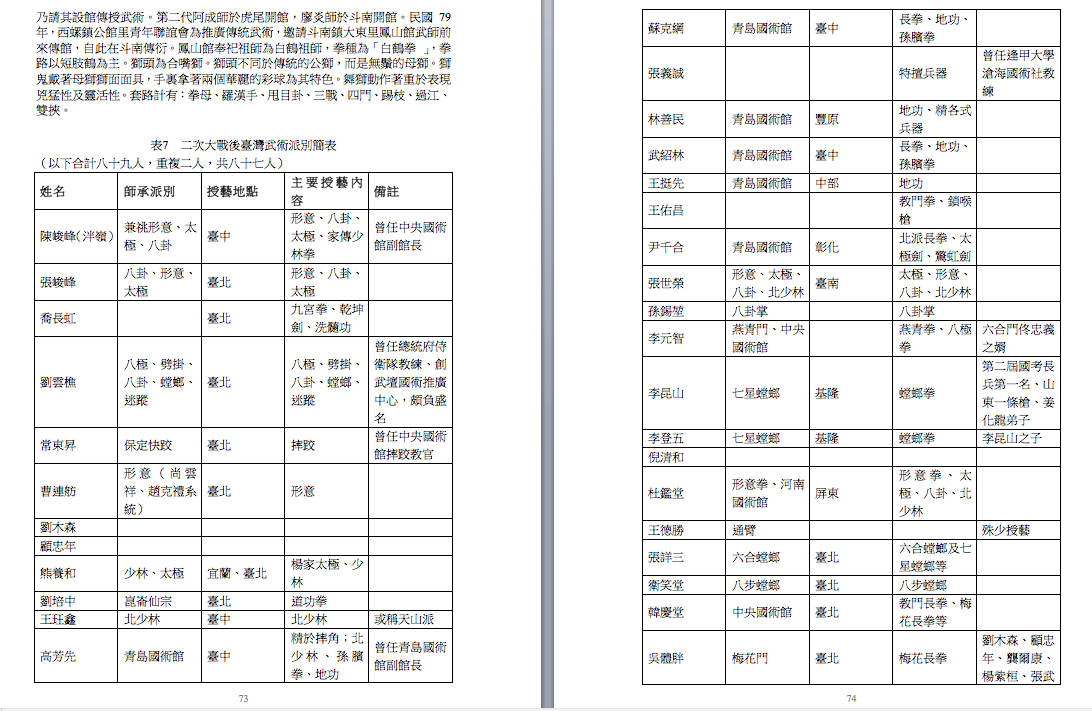 乃請其設館傳授武術。第二代阿成師於虎尾開館，廖炎師於斗南開館。民國 79
年，西螺鎮公館里青年聯誼會為推廣傳統武術，邀請斗南鎮大東里鳳山館武師前
來傳館，自此在斗南傳衍。鳳山館奉祀祖師為白鶴祖師，拳種為「白鶴拳 」，拳
路以短肢鶴為主。獅頭為合嘴獅。獅頭不同於傳統的公獅，而是無鬚的母獅。獅
鬼戴著母獅獅面面具，手裏拿著兩個華麗的彩球為其特色。舞獅動作著重於表現
兇猛性及靈活性。套路計有：拳母、羅漢手、甩目卦、三戰、四門、踢枝、過江、
雙挾。
表7 二次大戰後臺灣武術派別簡表
（以下合計八十九人，重複二人，共八十七人）
姓名 師承派別 授藝地點 主要授藝內容 備註
陳峻峰（泮嶺） 兼祧形意、太極、八卦 臺中 形意、八卦、太極、家傳少林拳 曾任中央國術館副館長
張峻峰 八卦、形意、太極 臺北 形意、八卦、太極
喬長虹 臺北 九宮拳、乾坤劍、洗髓功
劉雲樵 八極、劈掛、八卦、螳螂、迷蹤 臺北 八極、劈掛、八卦、螳螂、迷蹤 曾任總統府侍衛隊教練、創武壇國術推廣中心，頗負盛名
常東昇 保定快跤 臺北 摔跤 曾任中央國術館摔跤教官
曹連舫 形意（尚雲祥、趙克禮系統） 臺北 形意
劉木森
顧忠年
熊養和 少林、太極 宜蘭、臺北 楊家太極、少林
劉培中 崑崙仙宗 臺北 道功拳
王玨鑫 北少林 臺中 北少林 或稱天山派
高芳先 青島國術館 臺中 精於摔角；北少林、孫臏拳、地功 曾任青島國術館副館長
73
蘇克綱 青島國術館 臺中 長拳、地功、孫臏拳
張義誠 特擅兵器 曾任逢甲大學滄海國術社教練
林善民 青島國術館 豐原 地功、精各式兵器
武紹林 青島國術館 臺中 長拳、地功、孫臏拳
王挺先 青島國術館 中部 地功
王佑昌 教門拳、鎖喉槍
尹千合 青島國術館 彰化 北派長拳、太極劍、驚虹劍
張世榮 形意、太極、八卦、北少林 臺南 太極、形意、八卦、北少林
孫錫堃 八卦掌 八卦掌
李元智 燕青門、中央國術館 燕青拳、八極拳 六合門佟忠義之婿
李昆山 七星螳螂 基隆 螳螂拳 第二屆國考長兵第一名、山東一條槍、姜化龍弟子
李登五 七星螳螂 基隆 螳螂拳 李昆山之子
倪清和
杜鑑堂 形意拳、河南國術館 屏東 形意拳、太極、八卦、北少林
王德勝 通臂 殊少授藝
張詳三 六合螳螂 臺北 六合螳螂及七星螳螂等
衛笑堂 八步螳螂 臺北 八步螳螂
韓慶堂 中央國術館 臺北 教門長拳、梅花長拳等
吳體胖 梅花門 臺北 梅花長拳 劉木森、顧忠年、龔爾康、楊紫桓、張武
74